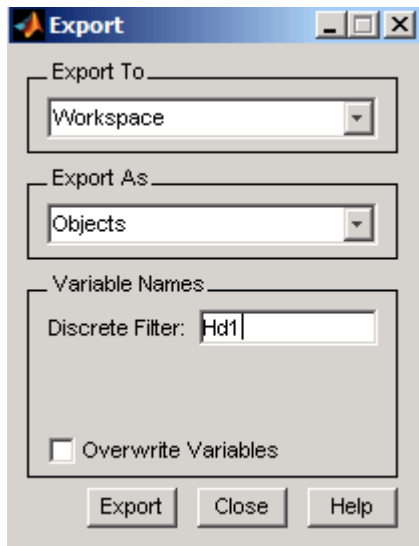 Export
Export To
Workspace
Export As
Objects
Variable Names
Discrete Filter: Hd1
Overwrite Variables
Export Close Help